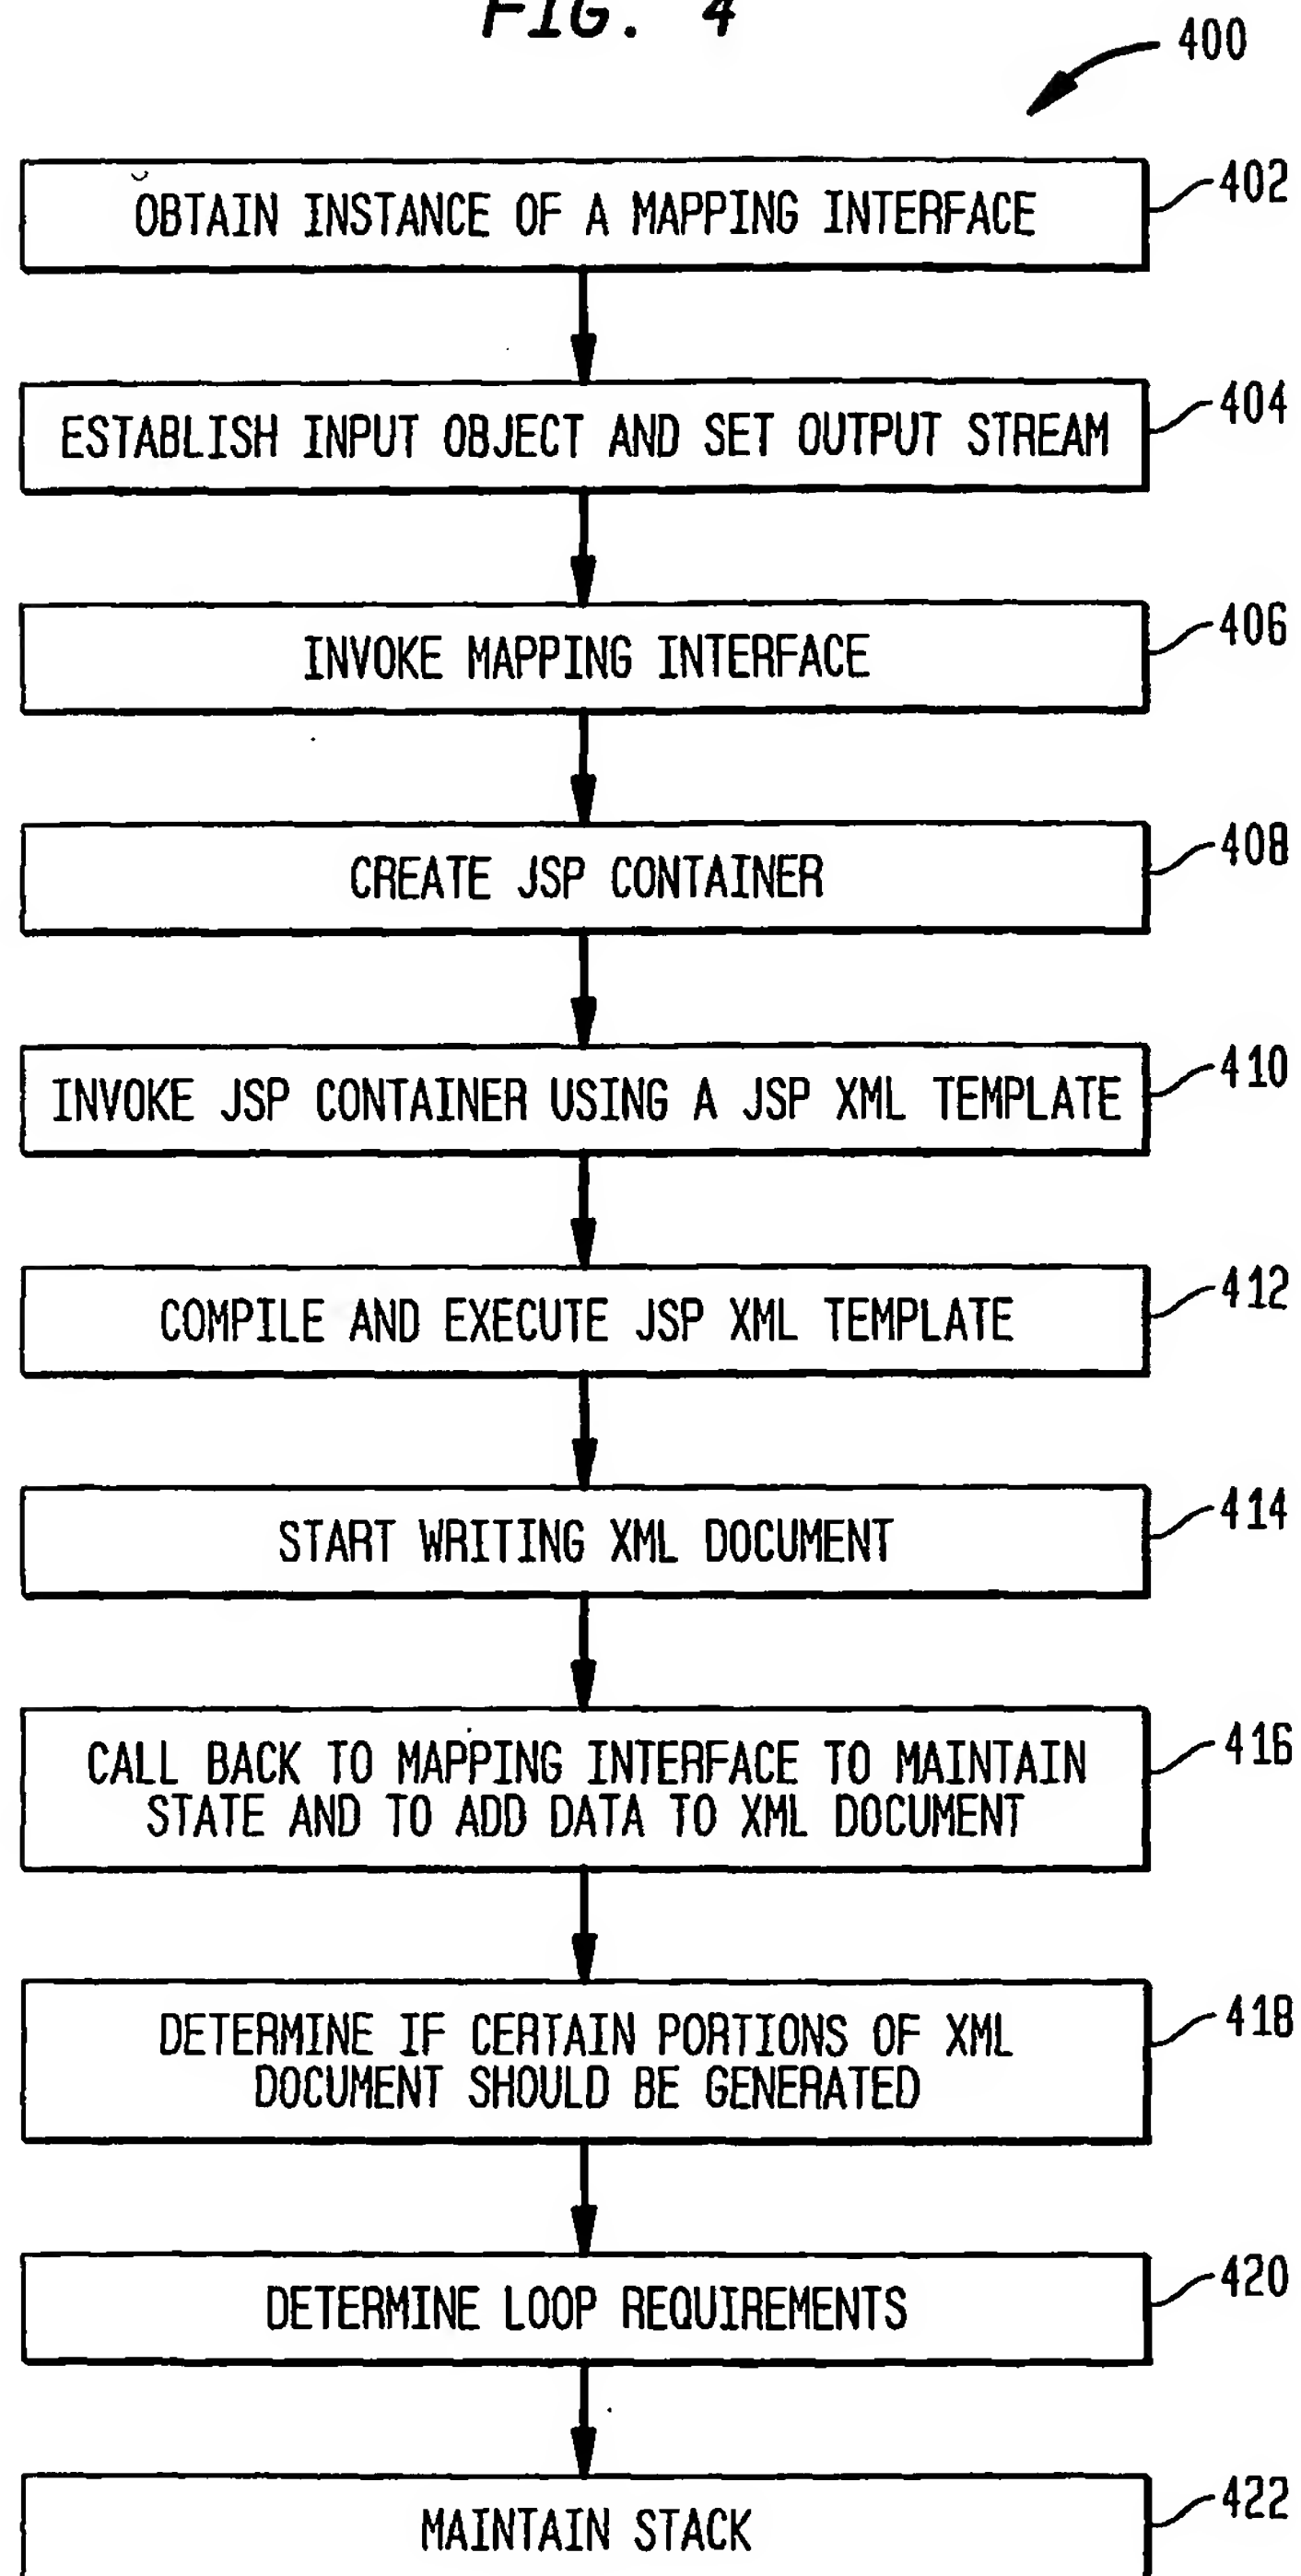 FIG. 4
400
OBTAIN INSTANCE OF A MAPPING INTERFACE
402
ESTABLISH INPUT OBJECT AND SET OUTPUT STREAM
404
INVOKE MAPPING INTERFACE
406
CREATE JSP CONTAINER
408
INVOKE JSP CONTAINER USING A JSP XML TEMPLATE
410
COMPILE AND EXECUTE JSP XML TEMPLATE
412
START WRITING XML DOCUMENT
414
CALL BACK TO MAPPING INTERFACE TO MAINTAIN
STATE AND TO ADD DATA TO XML DOCUMENT
416
DETERMINE IF CERTAIN PORTIONS OF XML
DOCUMENT SHOULD BE GENERATED
418
DETERMINE LOOP REQUIREMENTS
420
MAINTAIN STACK
422